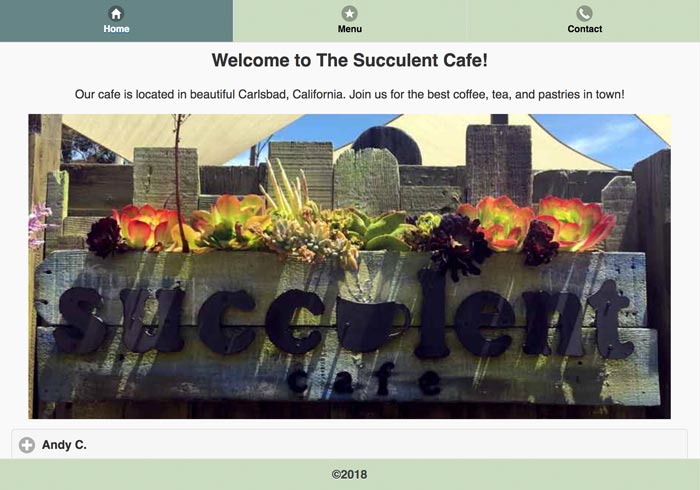 Home
Menu
Contact
Welcome to The Succulent Cafe!
Our cafe is located in beautiful Carlsbad, California. Join us for the best coffee, tea, and pastries in town!
succulent
cafe
Andy C.
©2018